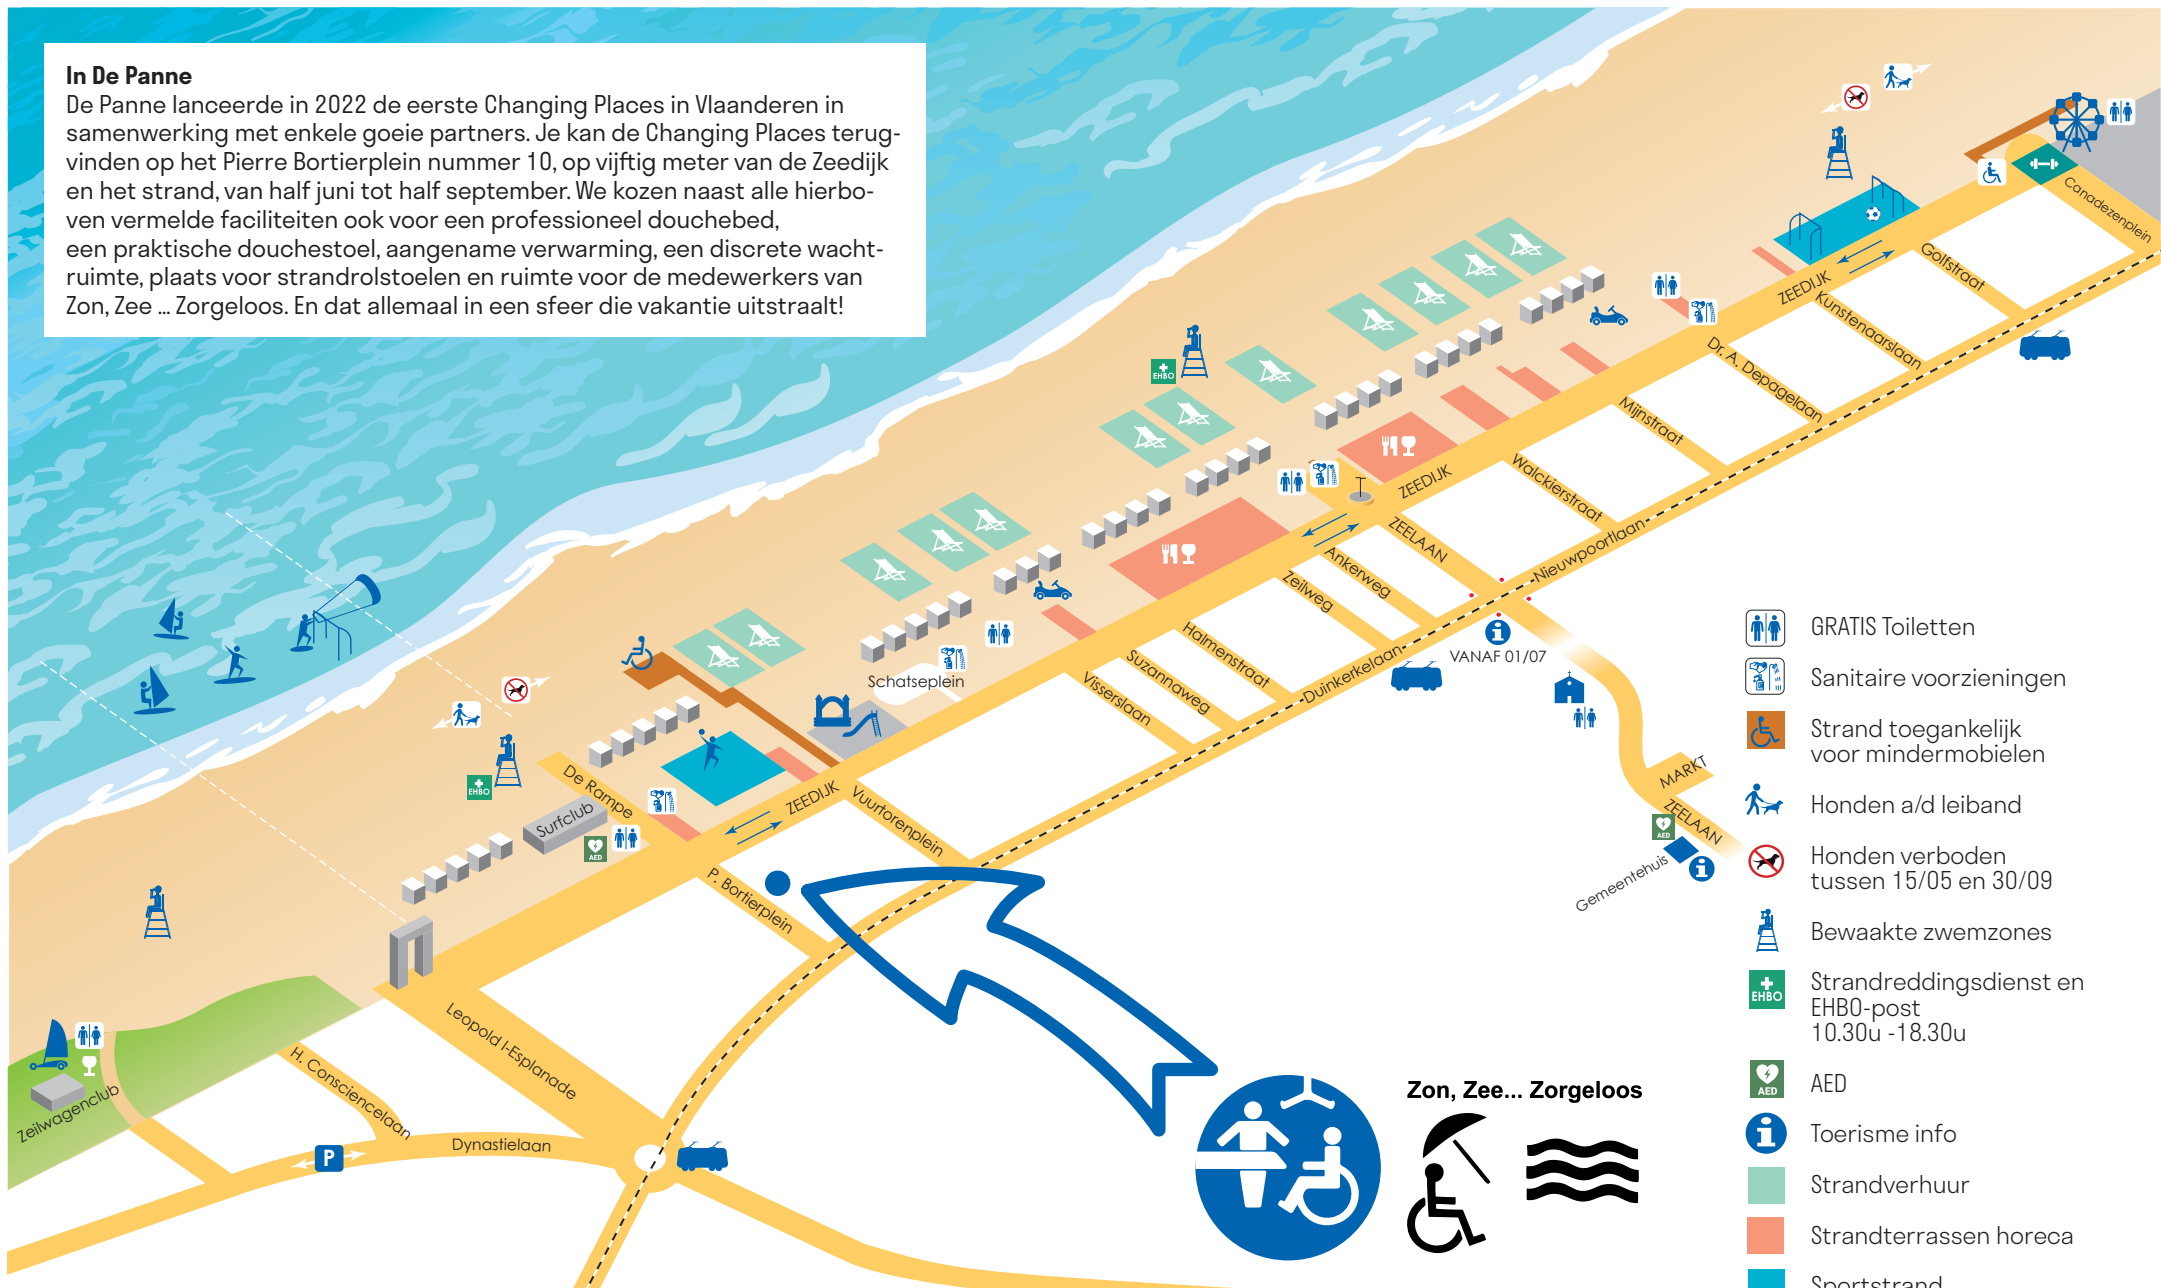 In De Panne
De Panne lanceerde in 2022 de eerste Changing Places in Vlaanderen in
samenwerking met enkele goeie partners. Je kan de Changing Places terug-
vinden op het Pierre Bortierplein nummer 10, op vijftig meter van de Zeedijk
en het strand, van half juni tot half september. We kozen naast alle hierbo-
ven vermelde faciliteiten ook voor een professioneel douchebed,
een praktische douchestoel, aangename verwarming, een discrete wacht-
ruimte, plaats voor strandrolstoelen en ruimte voor de medewerkers van
Zon, Zee ... Zorgeloos. En dat allemaal in een sfeer die vakantie uitstraalt!
Canadezenplein
Golfstraat
ZEEDIJK
Kunstenaarslaan
Dr. A. Depagelaan
EHBO
Mijnstraat
Walckierstraat
ZEEDIJK
ZEELAAN
Nieuwpoortlaan
Ankerweg
Zeilweg
VANAF 01/07
Halmenstraat
Duinkerkelaan
Suzannaweg
Visserslaan
Schatseplein
MARKT
ZEELAAN
AED
Gemeentehuis
De Rampe
EHBO
Surfclub
AED
ZEEDIJK
Vuurtorenplein
P. Bortierplein
Leopold I-Esplanade
H. Consciencelaan
Zeilwagenclub
Dynastielaan
P
Zon, Zee... Zorgeloos
GRATIS Toiletten
Sanitaire voorzieningen
Strand toegankelijk
voor mindermobielen
Honden a/d leiband
Honden verboden
tussen 15/05 en 30/09
Bewaakte zwemzones
EHBO
Strandreddingsdienst en
EHBO-post
10.30u -18.30u
AED
AED
Toerisme info
Strandverhuur
Strandterrassen horeca
Sportstrand